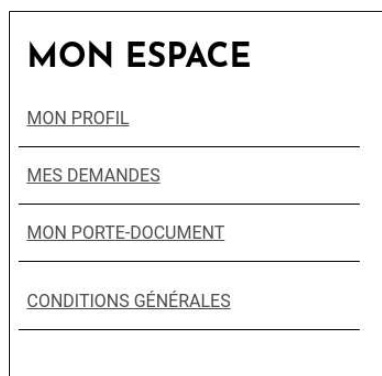 MON ESPACE
MON PROFIL
MES DEMANDES
MON PORTE-DOCUMENT
CONDITIONS GÉNÉRALES